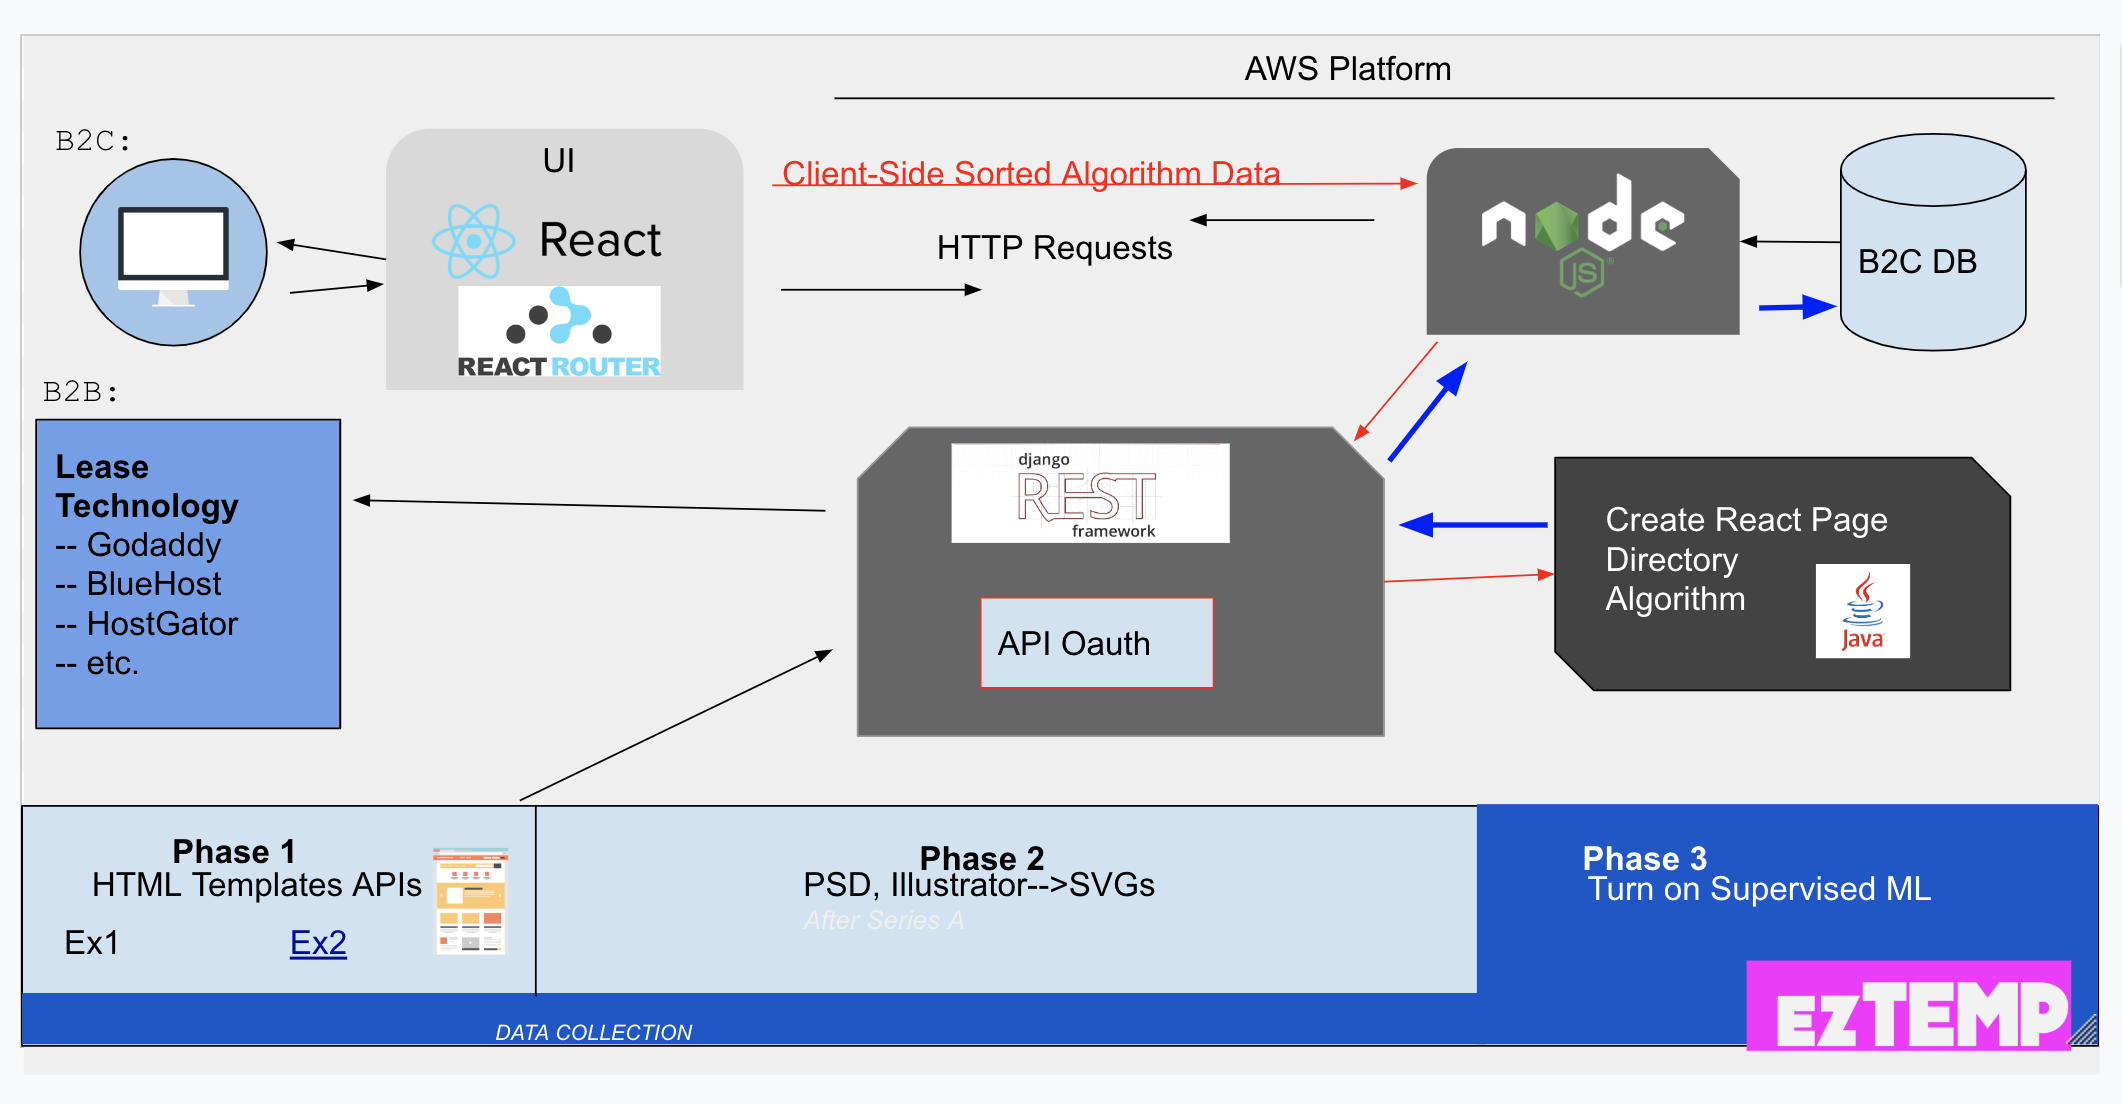 AWS Platform
B2C:
UI
React
REACT ROUTER
Client-Side Sorted Algorithm Data
HTTP Requests
node
JS®
B2C DB
B2B:
Lease
Technology
-- Godaddy
-- BlueHost
-- HostGator
-- etc.
django
REST
framework
API Oauth
Create React Page
Directory
Algorithm
Java
Phase 1
HTML Templates APIs
Ex1
Ex2
Phase 2
PSD, Illustrator-->SVGs
After Series A
Phase 3
Turn on Supervised ML
DATA COLLECTION
EZTEMP